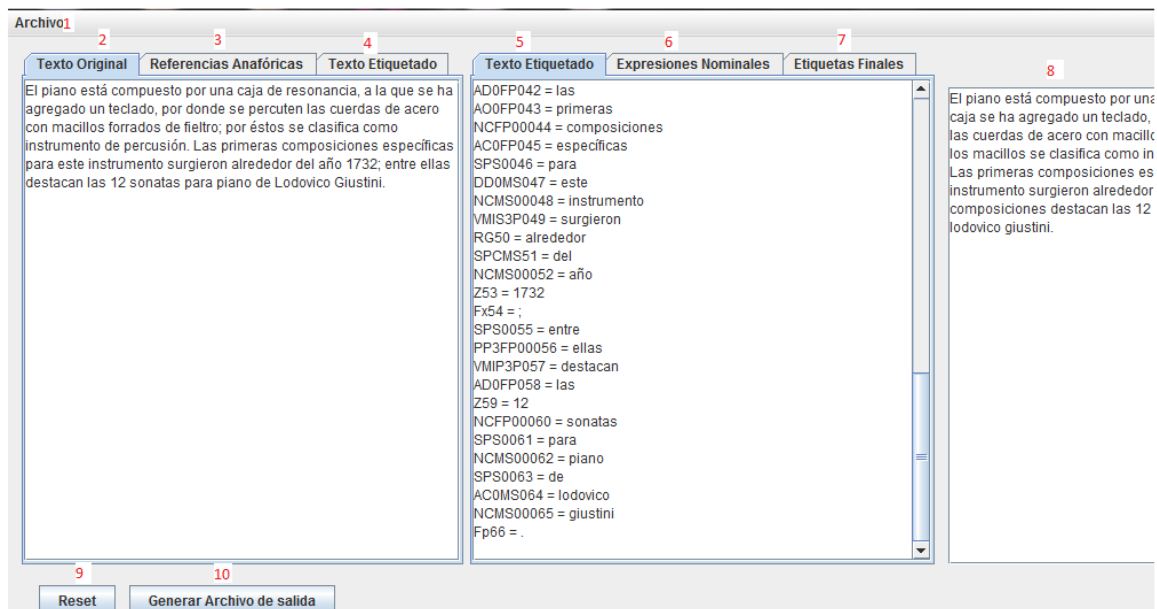 Archivo1
2 3 4 5 6 7
Texto Original Referencias Anafóricas Texto Etiquetado Texto Etiquetado Expresiones Nominales Etiquetas Finales
8
El piano está compuesto por una caja de resonancia, a la que se ha
agregado un teclado, por donde se percuten las cuerdas de acero
con macillos forrados de fieltro; por éstos se clasifica como
instrumento de percusión. Las primeras composiciones específicas
para este instrumento surgieron alrededor del año 1732; entre ellas
destacan las 12 sonatas para piano de Lodovico Giustini.
AD0FP042 = las
AO0FP043 = primeras
NCFP00044 = composiciones
AC0FP045 = específicas
SPS0046 = para
DD0MS047 = este
NCMS00048 = instrumento
VMIS3P049 = surgieron
RG50 = alrededor
SPCMS51 = del
NCMS00052 = año
Z53 = 1732
Fx54 = ;
SPS0055 = entre
PP3FP00056 = ellas
VMIP3P057 = destacan
AD0FP058 = las
Z59 = 12
NCFP00060 = sonatas
SPS0061 = para
NCMS00062 = piano
SPS0063 = de
AC0MS064 = lodovico
NCMS00065 = giustini
Fp66 = .
El piano está compuesto por una
caja se ha agregado un teclado,
las cuerdas de acero con macillo
los macillos se clasifica como in
Las primeras composiciones es
instrumento surgieron alrededor
composiciones destacan las 12
lodovico giustini.
9 10
Reset Generar Archivo de salida